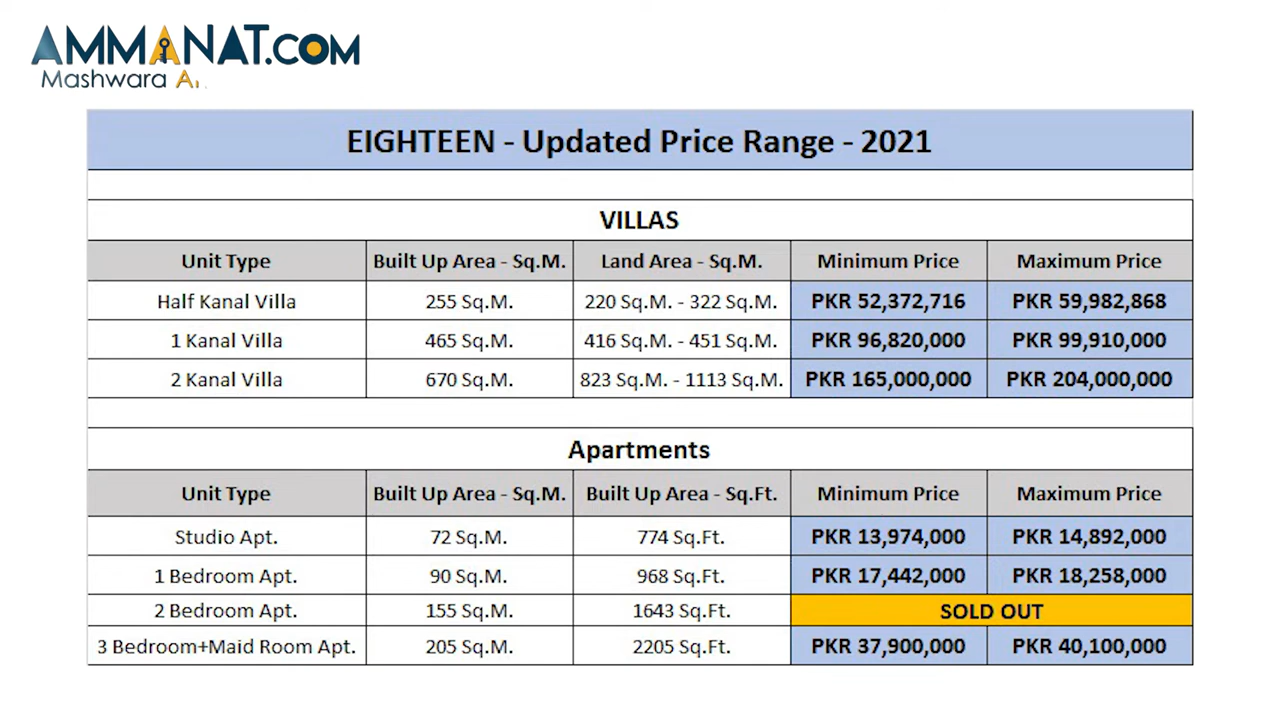 AMMANAT.COM
Mashwara
EIGHTEEN - Updated Price Range - 2021
VILLAS
Unit Type Built Up Area - Sq.M. Land Area - Sq.M. Minimum Price Maximum Price
Half Kanal Villa 255 Sq.M. 220 Sq.M. - 322 Sq.M. PKR 52,372,716 PKR 59,982,868
1 Kanal Villa 465 Sq.M. 416 Sq.M. - 451 Sq.M. PKR 96,820,000 PKR 99,910,000
2 Kanal Villa 670 Sq.M. 823 Sq.M. - 1113 Sq.M. PKR 165,000,000 PKR 204,000,000
Apartments
Unit Type Built Up Area - Sq.M. Built Up Area - Sq.Ft. Minimum Price Maximum Price
Studio Apt. 72 Sq.M. 774 Sq.Ft. PKR 13,974,000 PKR 14,892,000
1 Bedroom Apt. 90 Sq.M. 968 Sq.Ft. PKR 17,442,000 PKR 18,258,000
2 Bedroom Apt. 155 Sq.M. 1643 Sq.Ft. SOLD OUT
3 Bedroom+Maid Room Apt. 205 Sq.M. 2205 Sq.Ft. PKR 37,900,000 PKR 40,100,000